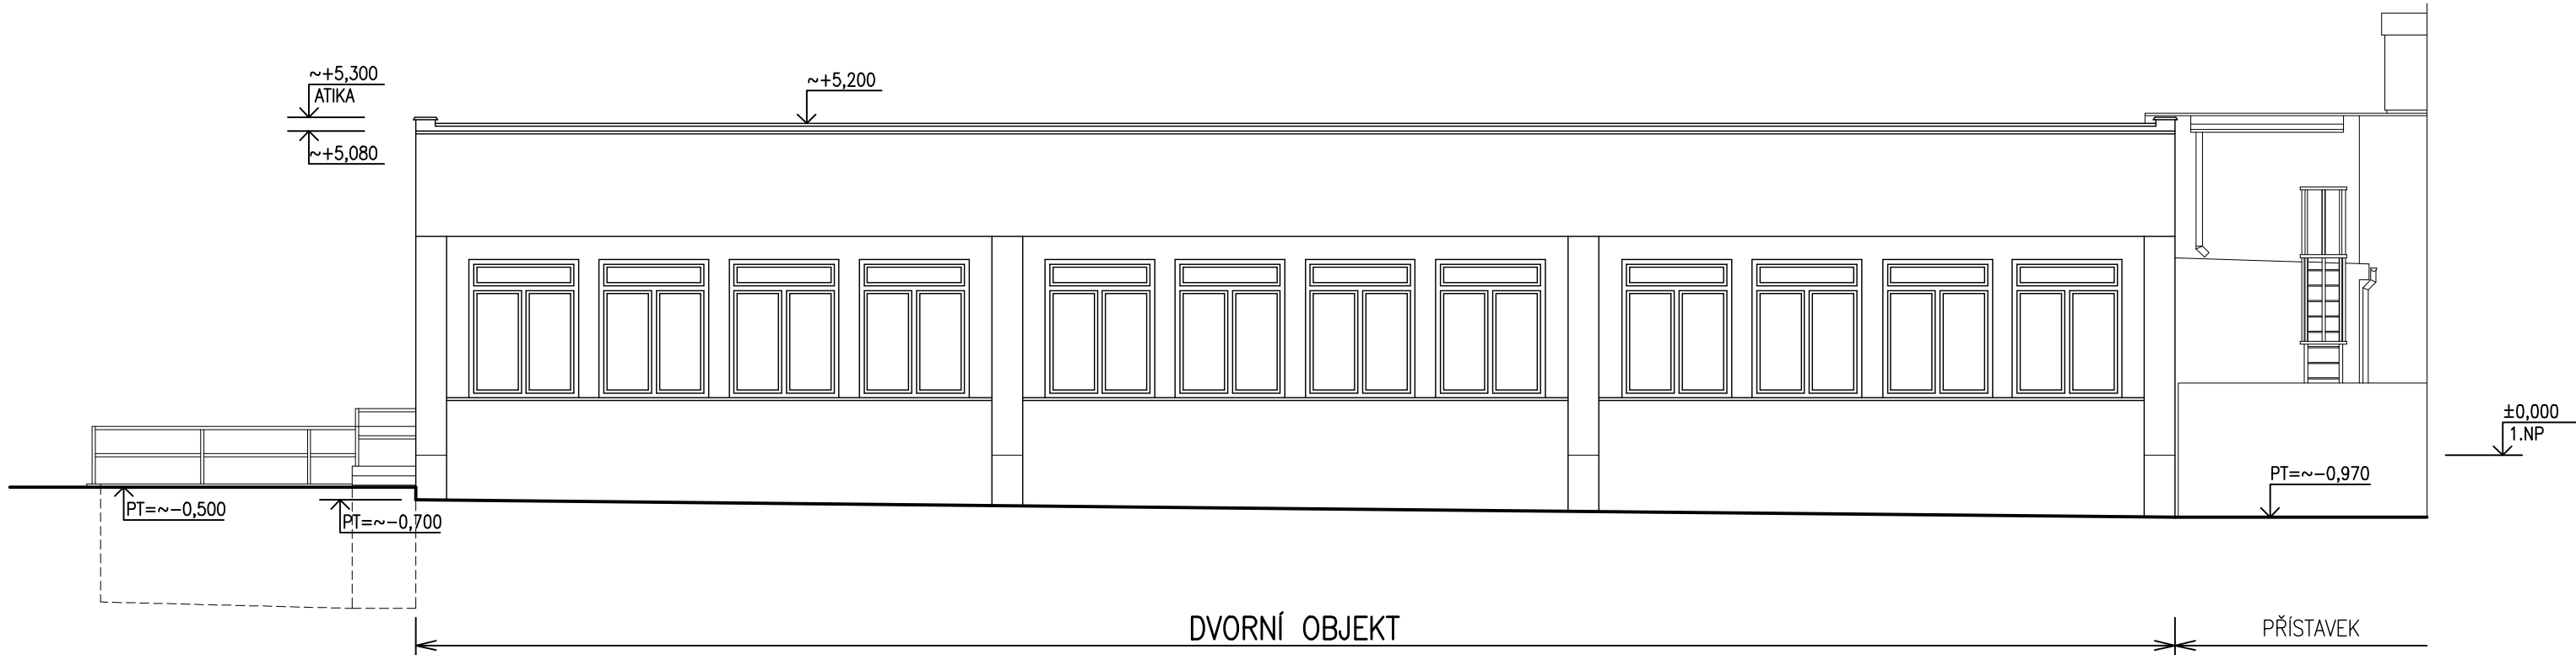 ~+5,300
ATIKA
~+5,080
~+5,200
±0,000
1.NP
PT=~-0,970
PT=~-0,500
PT=~-0,700
DVORNÍ OBJEKT
PŘÍSTAVEK